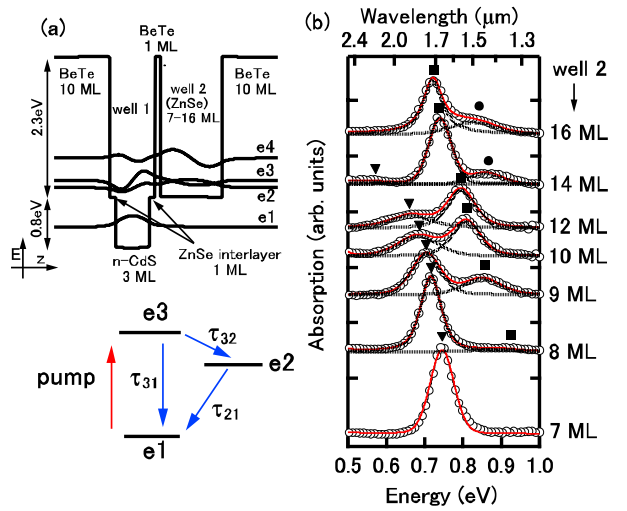 (a)
BeTe
1 ML
BeTe
10 ML
well 1
well 2
(ZnSe)
7-16 ML
BeTe
10 ML
2.3eV
0.8eV
e4
e3
e2
e1
E
z
n-CdS
3 ML
ZnSe interlayer
1 ML
e3
τ32
e2
pump
τ31
τ21
e1
(b)
Wavelength (μm)
2.4 2.1 1.8 1.5 1.3
well 2
16 ML
14 ML
12 ML
10 ML
9 ML
8 ML
7 ML
Absorption (arb. units)
0.5 0.6 0.7 0.8 0.9 1.0
Energy (eV)